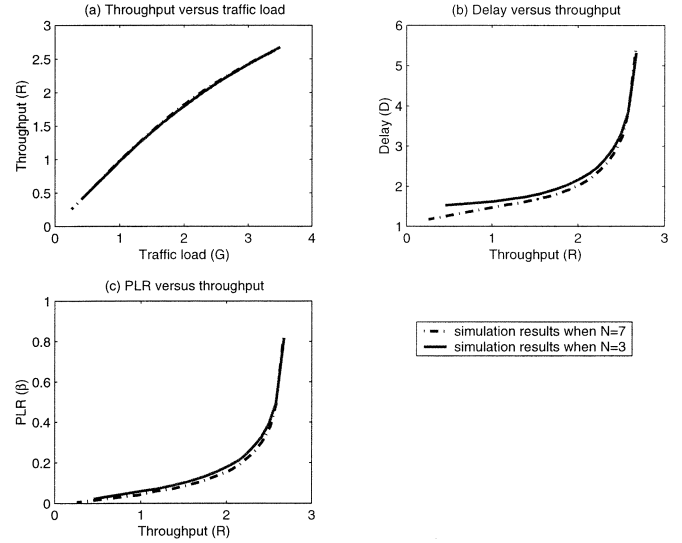 (a) Throughput versus traffic load
3
2.5
2
1.5
1
0.5
0
0 1 2 3 4
Throughput (R)
Traffic load (G)
(b) Delay versus throughput
6
5
4
3
2
1
0 1 2 3
Delay (D)
Throughput (R)
(c) PLR versus throughput
1
0.8
0.6
0.4
0.2
0
0 1 2 3
PLR (β)
Throughput (R)
simulation results when N=7
simulation results when N=3